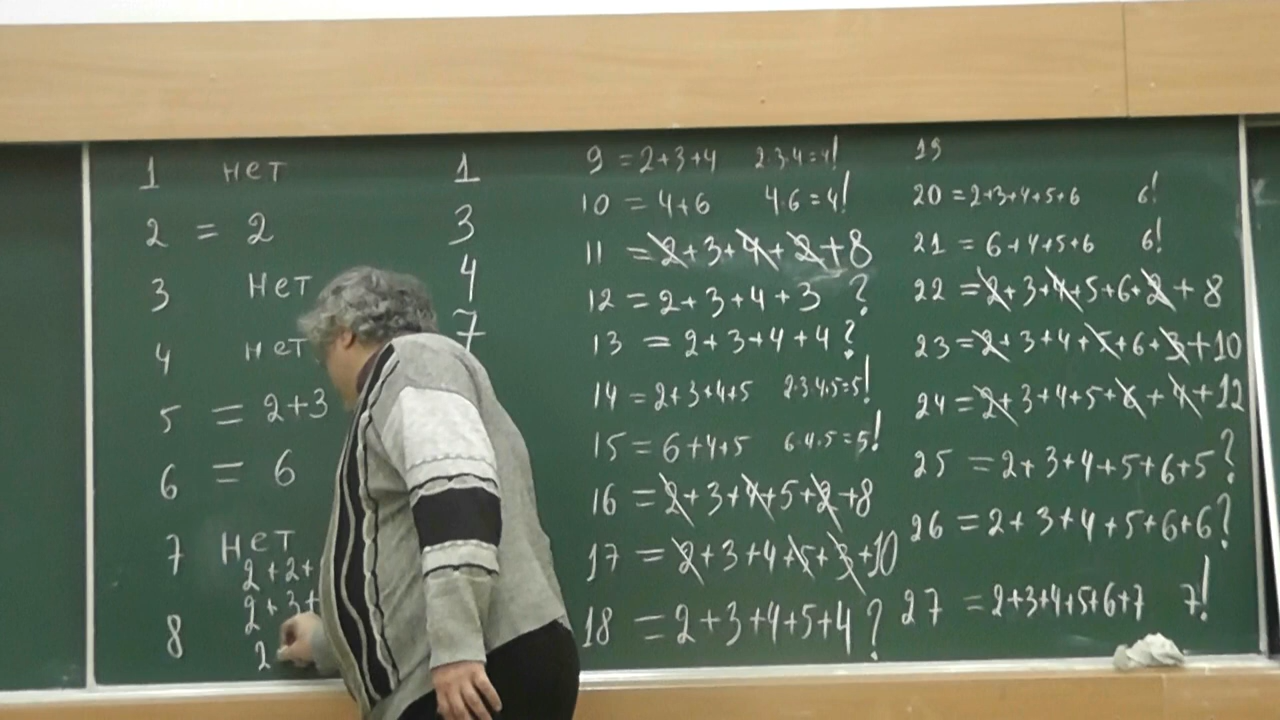 1 нет
2 = 2
3 нет
4 нет
5 = 2+3
6 = 6
7 нет
2+2+
2+3+
8 2
1
3
4
7
9 = 2+3+4 2·3·4=4!
10 = 4+6 4·6=4!
11 = 2+3+4+2+8
12 = 2+3+4+3 ?
13 = 2+3+4+4 ?
14 = 2+3+4+5 2·3·4·5=5!
15 = 6+4+5 6·4·5=5!
16 = 2+3+4+5+2+8
17 = 2+3+4+5+3+10
18 = 2+3+4+5+4 ?
19
20 = 2+3+4+5+6 6!
21 = 6+4+5+6 6!
22 = 2+3+4+5+6+2+8
23 = 2+3+4+5+6+3+10
24 = 2+3+4+5+6+4+12
25 = 2+3+4+5+6+5 ?
26 = 2+3+4+5+6+6 ?
27 = 2+3+4+5+6+7 7!